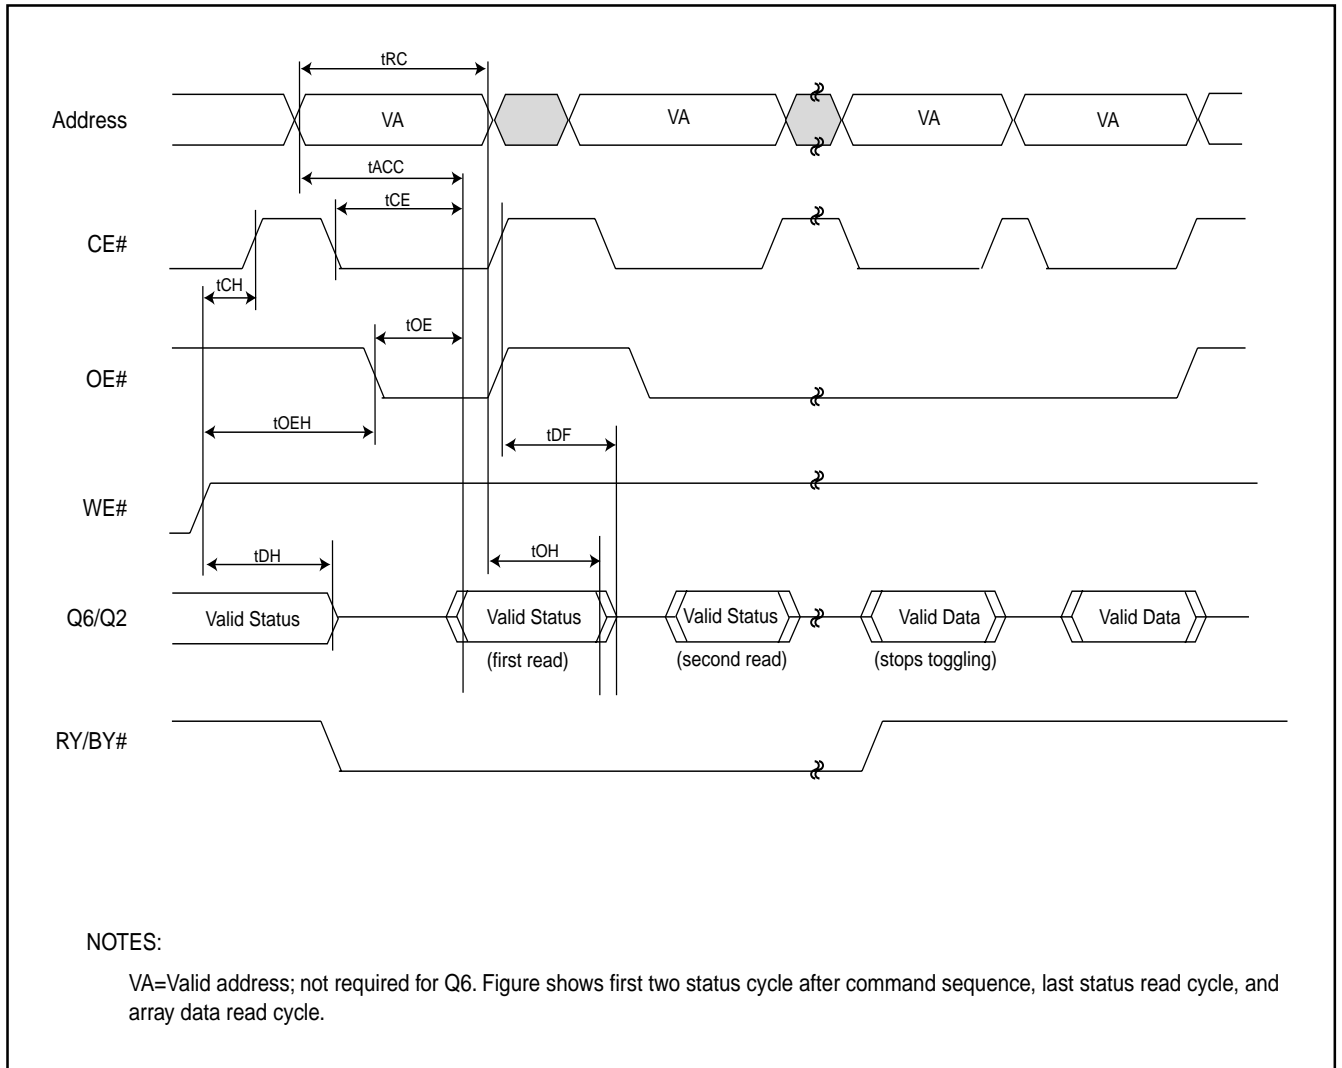 tRC
Address
VA
VA
VA
VA
tACC
tCE
CE#
tCH
tOE
OE#
tOEH
tDF
WE#
tDH
tOH
Q6/Q2
Valid Status
Valid Status
Valid Status
Valid Data
Valid Data
(first read)
(second read)
(stops toggling)
RY/BY#
NOTES:
VA=Valid address; not required for Q6. Figure shows first two status cycle after command sequence, last status read cycle, and
array data read cycle.